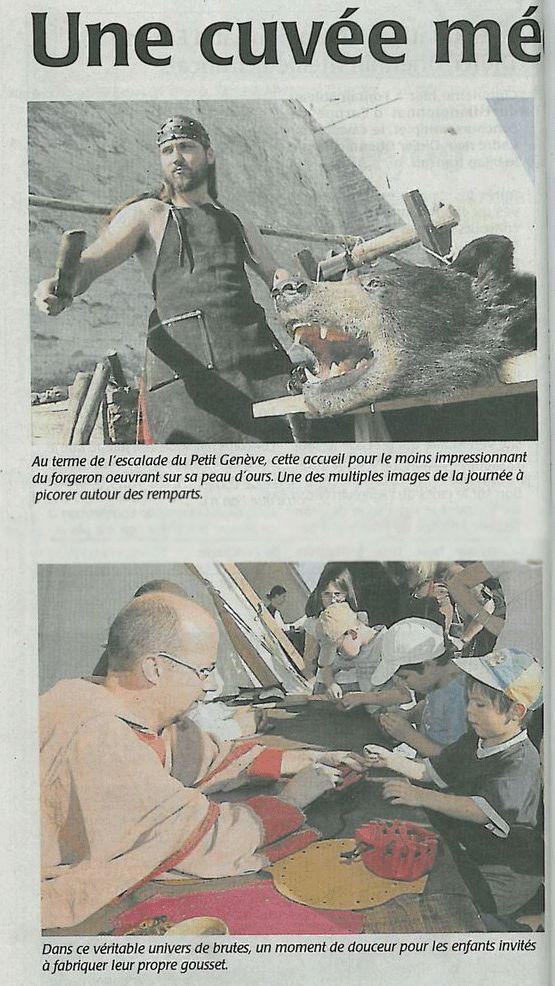 Une cuvée mé
Au terme de l'escalade du Petit Genève, cette accueil pour le moins impressionnant
du forgeron oeuvrant sur sa peau d'ours. Une des multiples images de la journée à
picorer autour des remparts.
Dans ce véritable univers de brutes, un moment de douceur pour les enfants invités
à fabriquer leur propre gousset.